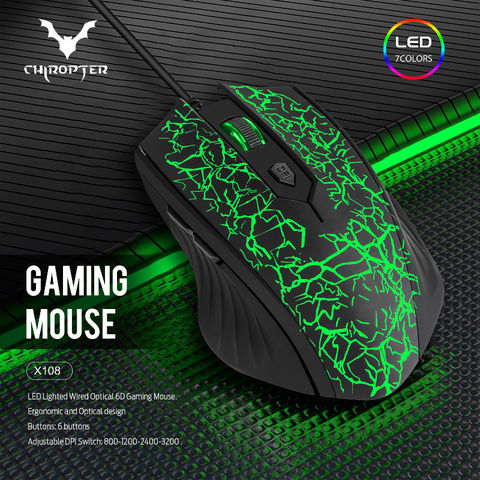 CHIROPTER
LED
7COLORS
DPI
GAMING
MOUSE
X108
LED Lighted Wired Optical 6D Gaming Mouse.
Ergonomic and Optical design
Buttons: 6 buttons
Adjustable DPI Switch: 800-1200-2400-3200